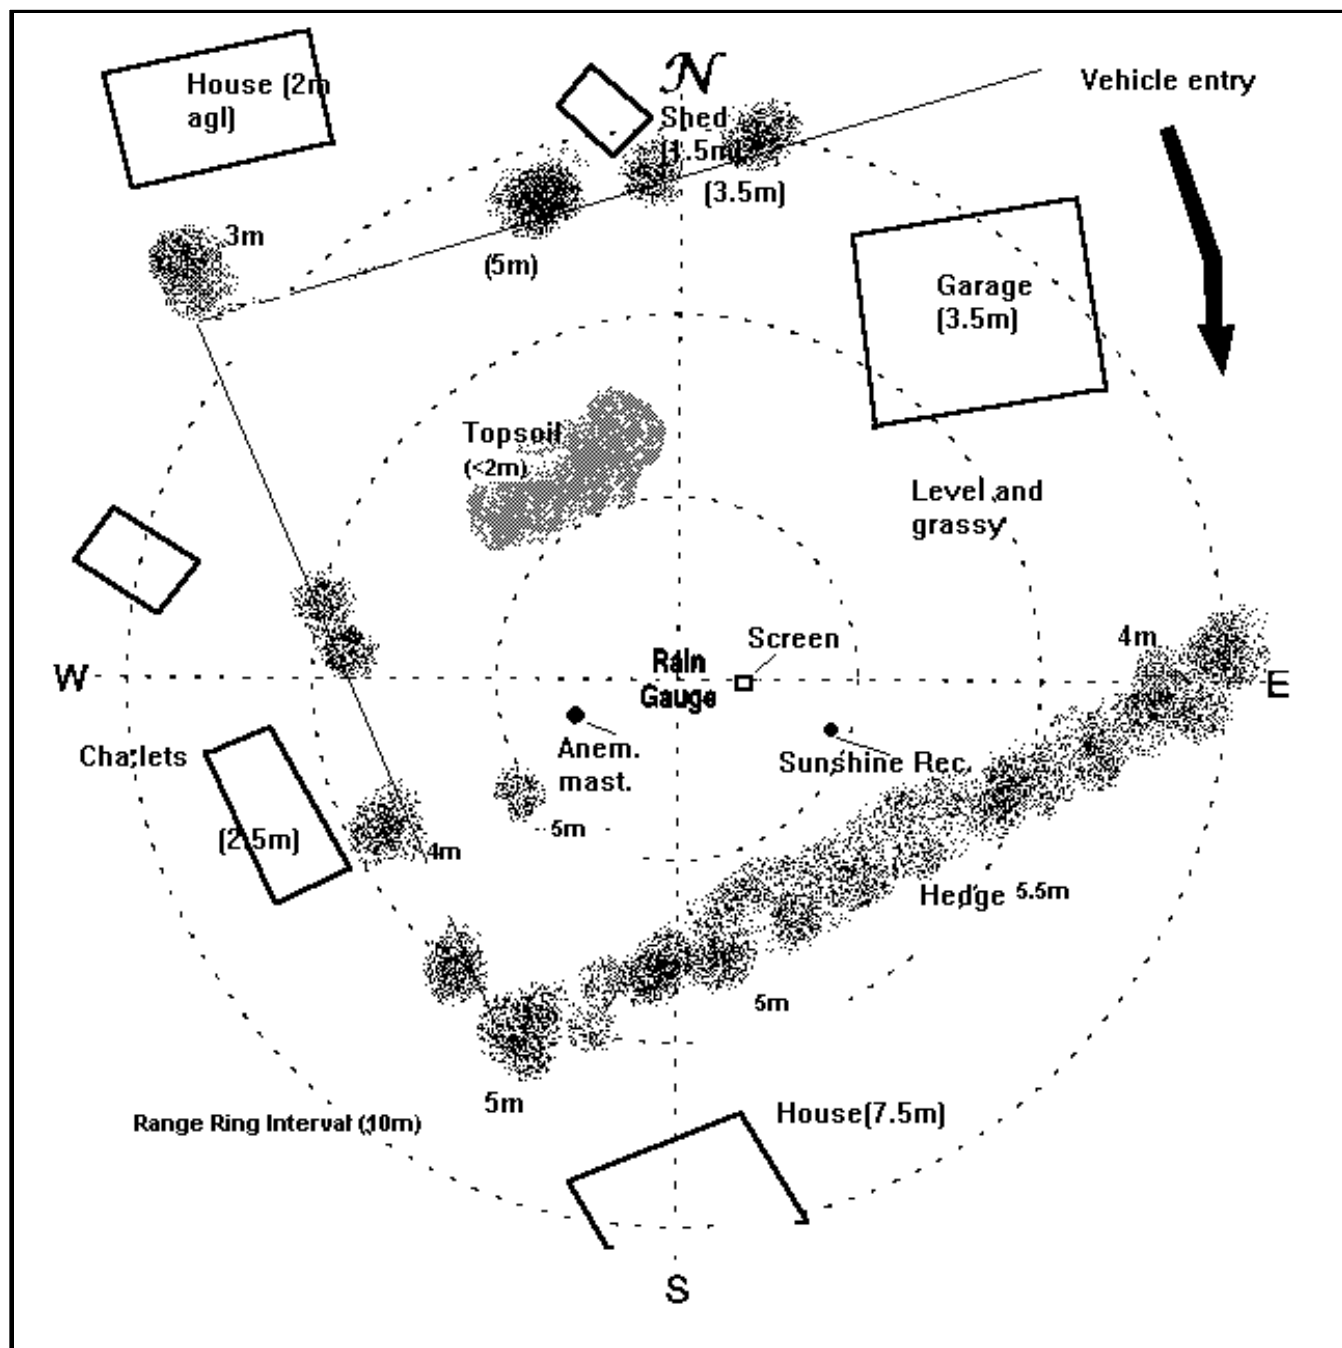 N
House (2m
agl)
Vehicle entry
Shed
(1.5m)
(3.5m)
3m
(5m)
Garage
(3.5m)
Topsoil
(<2m)
Level and
grassy
4m
Screen
Rain
Gauge
W
E
Anem.
mast.
Chalets
Sunshine Rec.
(2.5m)
5m
4m
Hedge 5.5m
5m
5m
House(7.5m)
Range Ring Interval (10m)
S